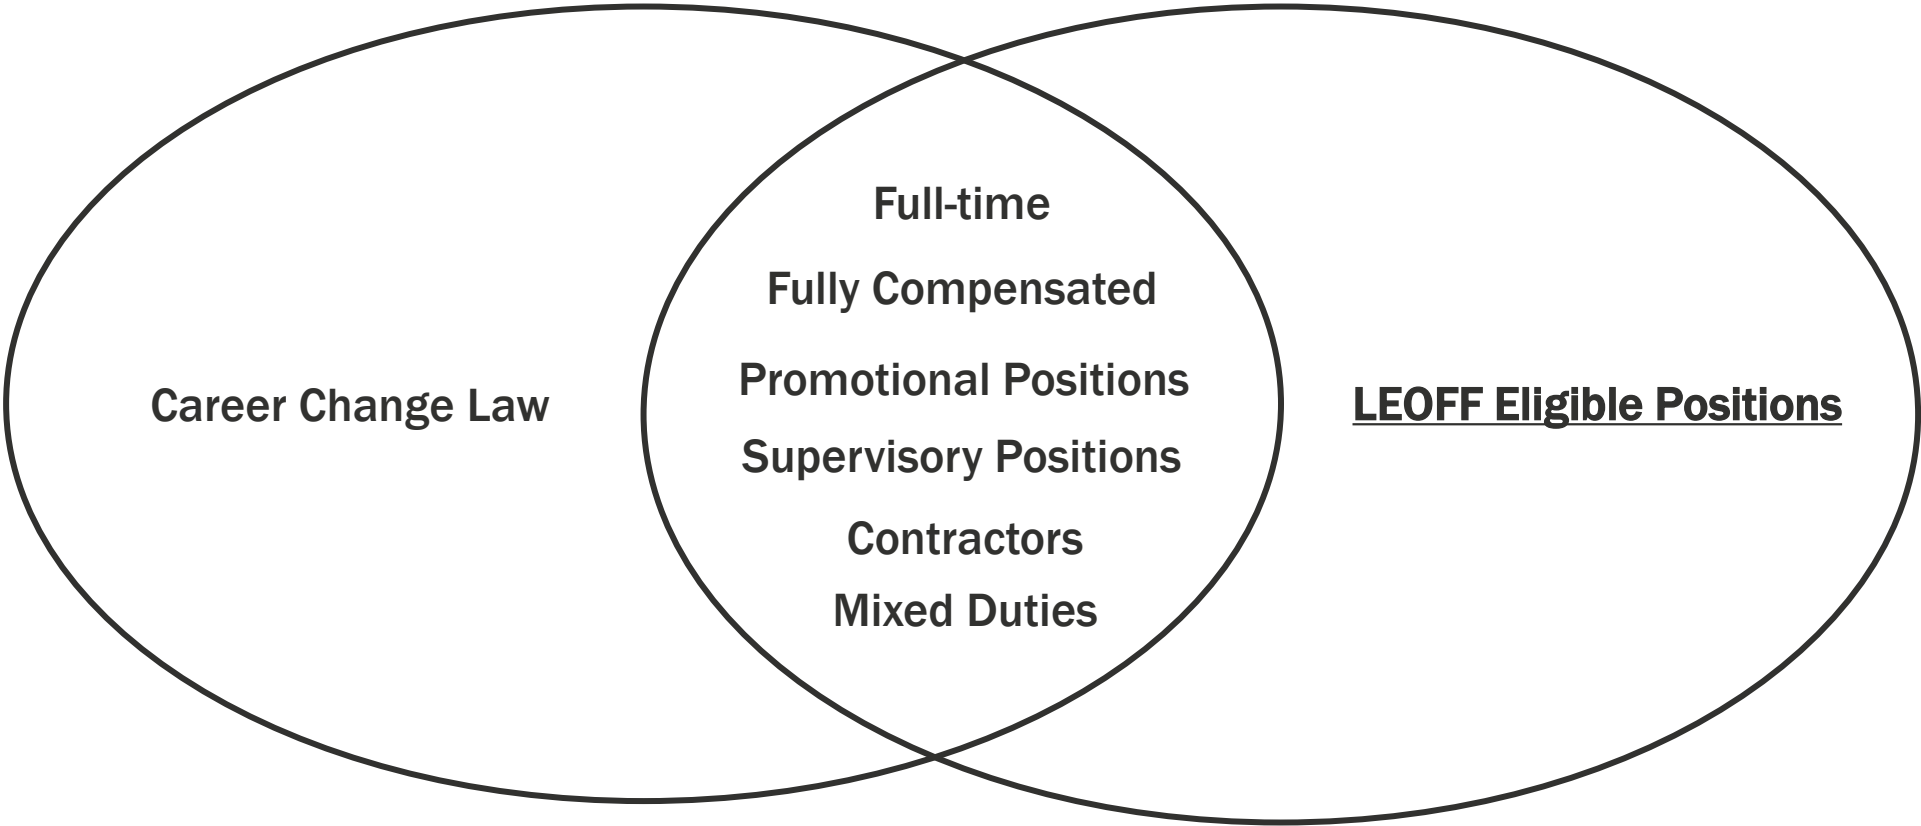 Full-time
Fully Compensated
Promotional Positions
Career Change Law
LEOFF Eligible Positions
Supervisory Positions
Contractors
Mixed Duties